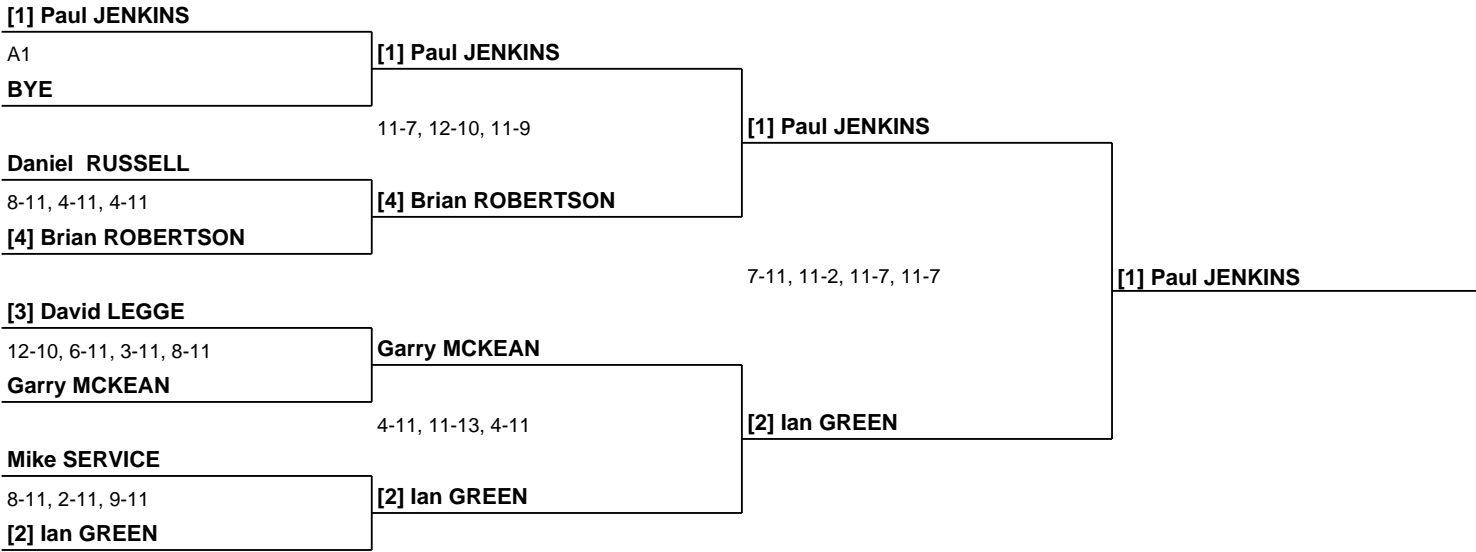 [1] Paul JENKINS
A1
BYE
Daniel  RUSSELL
8-11, 4-11, 4-11
[4] Brian ROBERTSON
[3] David LEGGE
12-10, 6-11, 3-11, 8-11
Garry MCKEAN
Mike SERVICE
8-11, 2-11, 9-11
[2] Ian GREEN
[1] Paul JENKINS
11-7, 12-10, 11-9
[4] Brian ROBERTSON
Garry MCKEAN
4-11, 11-13, 4-11
[2] Ian GREEN
[1] Paul JENKINS
7-11, 11-2, 11-7, 11-7
[2] Ian GREEN
[1] Paul JENKINS